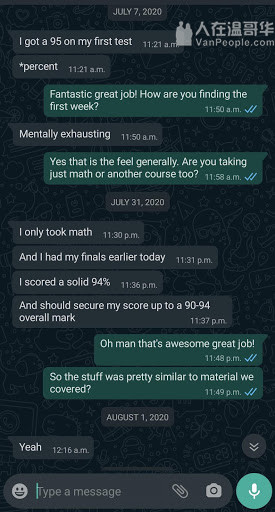 JULY 7, 2020
人在温哥华
VanPeople.com
I got a 95 on my first test 11:21 a.m.
*percent 11:21 a.m.
Fantastic great job! How are you finding the
first week? 11:50 a.m.
Mentally exhausting 11:50 a.m.
Yes that is the feel generally. Are you taking
just math or another course too? 11:58 a.m.
JULY 31, 2020
I only took math 11:30 p.m.
And I had my finals earlier today 11:31 p.m.
I scored a solid 94% 11:36 p.m.
And should secure my score up to a 90-94
overall mark 11:37 p.m.
Oh man that's awesome great job!
11:48 p.m.
So the stuff was pretty similar to material we
covered? 11:49 p.m.
AUGUST 1, 2020
Yeah 12:16 a.m.
Type a message